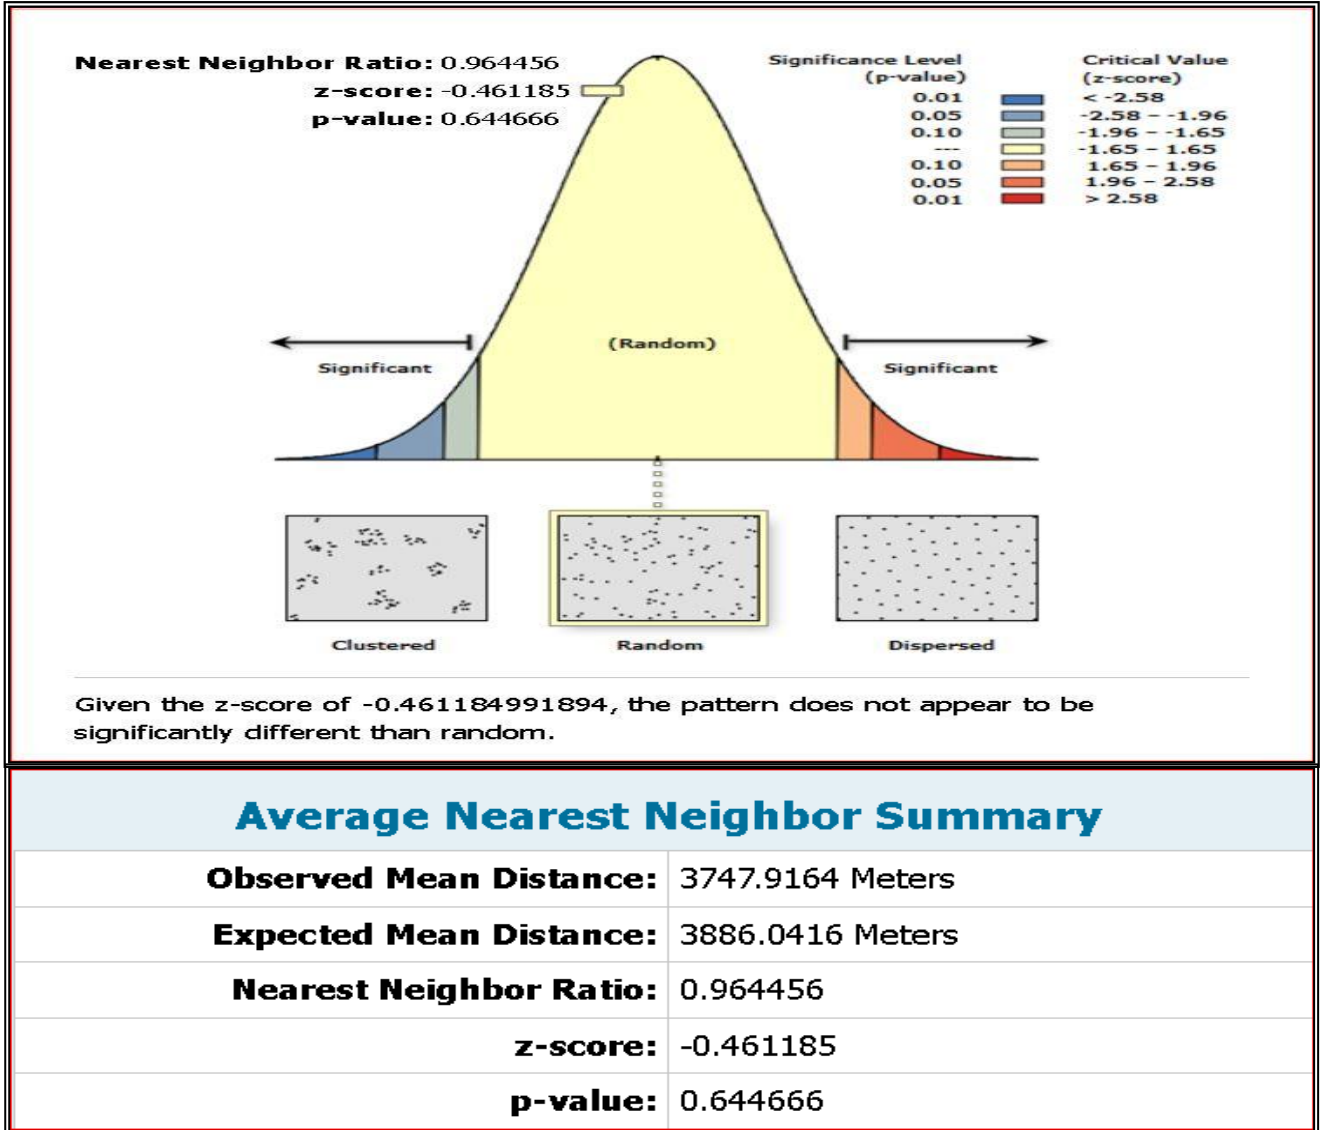 Nearest Neighbor Ratio: 0.964456
z-score: -0.461185
p-value: 0.644666
Significance Level (p-value)
Critical Value (z-score)
0.01 < -2.58
0.05 -2.58 - -1.96
0.10 -1.96 - -1.65
--- -1.65 - 1.65
0.10 1.65 - 1.96
0.05 1.96 - 2.58
0.01 > 2.58
Significant
(Random)
Significant
Clustered
Random
Dispersed
Given the z-score of -0.461184991894, the pattern does not appear to be
significantly different than random.
Average Nearest Neighbor Summary
Observed Mean Distance: 3747.9164 Meters
Expected Mean Distance: 3886.0416 Meters
Nearest Neighbor Ratio: 0.964456
z-score: -0.461185
p-value: 0.644666